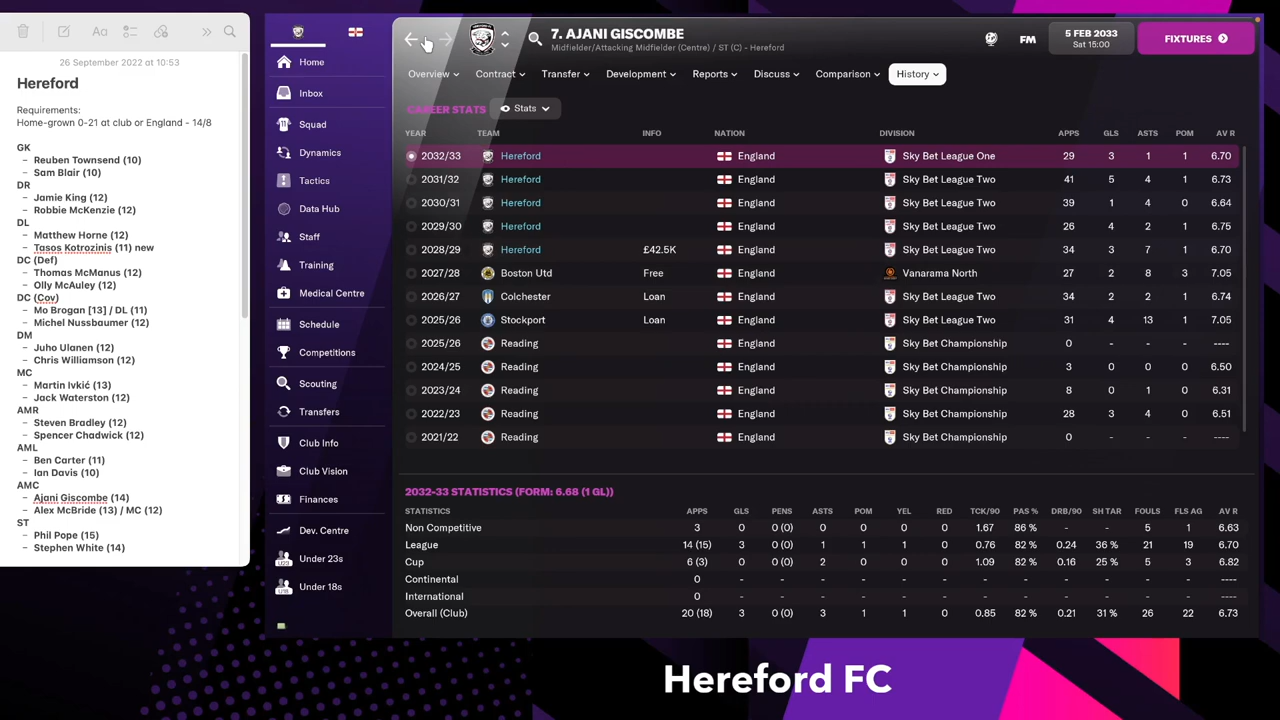 26 September 2022 at 10:53
Hereford
Requirements:
Home-grown 0-21 at club or England - 14/8
GK
– Reuben Townsend (10)
– Sam Blair (10)
DR
– Jamie King (12)
– Robbie McKenzie (12)
DL
– Matthew Horne (12)
– Tasos Kotrozinis (11) new
DC (Def)
– Thomas McManus (12)
– Olly McAuley (12)
DC (Cov)
– Mo Brogan [13] / DL (11)
– Michel Nussbaumer (12)
DM
– Juho Ulanen (12)
– Chris Williamson (12)
MC
– Martin Ivkić (13)
– Jack Waterston (12)
AMR
– Steven Bradley (12)
– Spencer Chadwick (12)
AML
– Ben Carter (11)
– Ian Davis (10)
AMC
– Ajani Giscombe (14)
– Alex McBride (13) / MC (12)
ST
– Phil Pope (15)
– Stephen White (14)
Home
Inbox
Squad
Dynamics
Tactics
Data Hub
Staff
Training
Medical Centre
Schedule
Competitions
Scouting
Transfers
Club Info
Club Vision
Finances
Dev. Centre
Under 23s
Under 18s
7. AJANI GISCOMBE
Midfielder/Attacking Midfielder (Centre) / ST (C) - Hereford
FM
5 FEB 2033
Sat 15:00
FIXTURES
Overview Contract Transfer Development Reports Discuss Comparison History
CAREER STATS Stats
YEAR TEAM INFO NATION DIVISION APPS GLS ASTS POM AV R
2032/33 Hereford England Sky Bet League One 29 3 1 1 6.70
2031/32 Hereford England Sky Bet League Two 41 5 4 1 6.73
2030/31 Hereford England Sky Bet League Two 39 1 4 0 6.64
2029/30 Hereford England Sky Bet League Two 26 4 2 1 6.75
2028/29 Hereford £42.5K England Sky Bet League Two 34 3 7 1 6.70
2027/28 Boston Utd Free England Vanarama North 27 2 8 3 7.05
2026/27 Colchester Loan England Sky Bet League Two 34 2 2 1 6.74
2025/26 Stockport Loan England Sky Bet League Two 31 4 13 1 7.05
2025/26 Reading England Sky Bet Championship 0 - - - ----
2024/25 Reading England Sky Bet Championship 3 0 0 0 6.50
2023/24 Reading England Sky Bet Championship 8 0 1 0 6.31
2022/23 Reading England Sky Bet Championship 28 3 4 0 6.51
2021/22 Reading England Sky Bet Championship 0 - - - ----
2032-33 STATISTICS (FORM: 6.68 (1 GL))
STATISTICS APPS GLS PENS ASTS POM YEL RED TCK/90 PAS % DRB/90 SH TAR FOULS FLS AG AV R
Non Competitive 3 0 0 (0) 0 0 0 0 1.67 86 % - - 5 1 6.63
League 14 (15) 3 0 (0) 1 1 1 0 0.76 82 % 0.24 36 % 21 19 6.70
Cup 6 (3) 0 0 (0) 2 0 0 0 1.09 82 % 0.16 25 % 5 3 6.82
Continental 0 - - - - - - - - - - - - ----
International 0 - - - - - - - - - - - - ----
Overall (Club) 20 (18) 3 0 (0) 3 1 1 0 0.85 82 % 0.21 31 % 26 22 6.73
Hereford FC